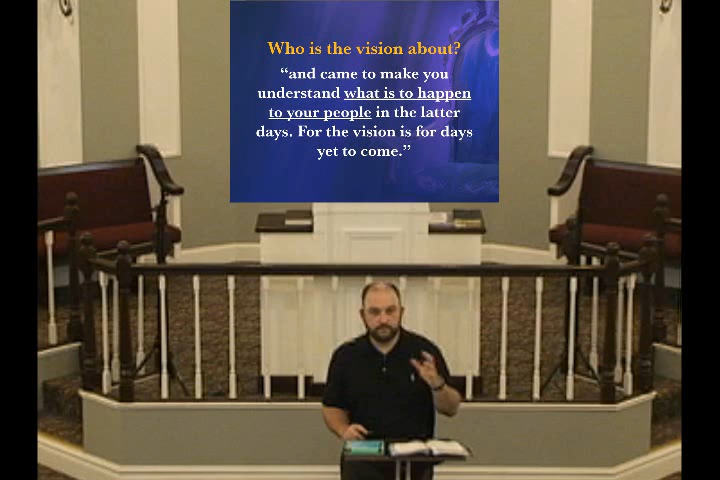 Who is the vision about?
“and came to make you
understand what is to happen
to your people in the latter
days. For the vision is for days
yet to come.”